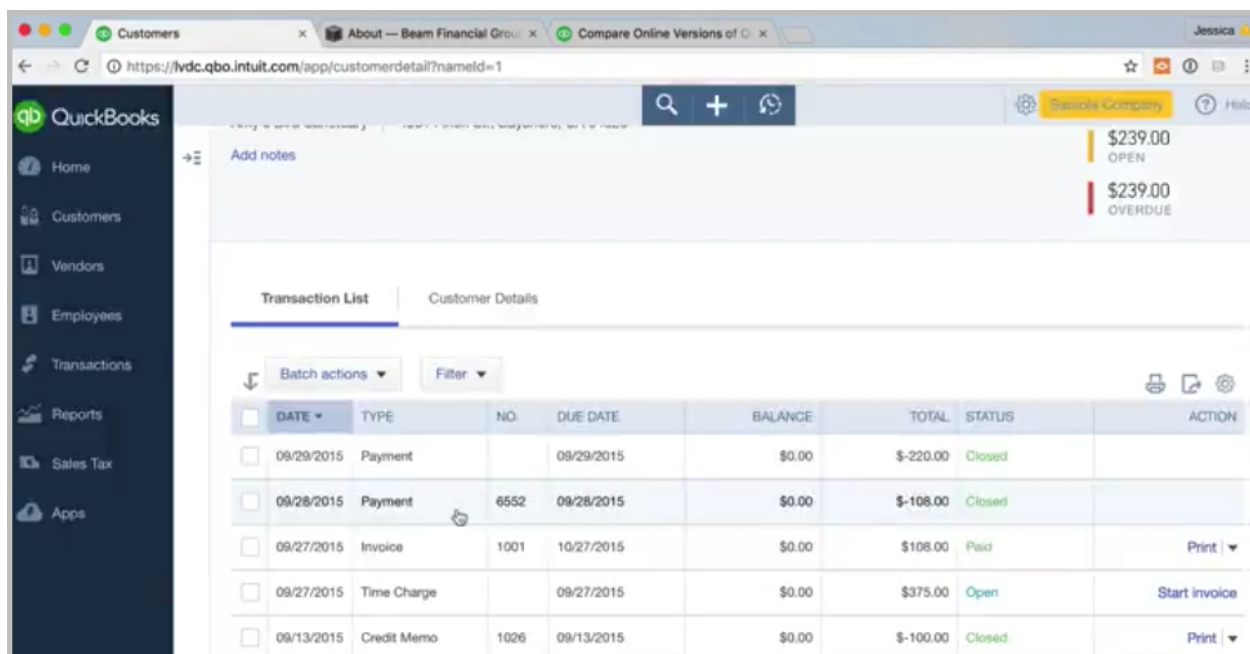 Customers
About — Beam Financial Grou
Compare Online Versions of Q
Jessica
https://lvdc.qbo.intuit.com/app/customerdetail?nameId=1
qb QuickBooks
Company
Add notes
$239.00
OPEN
$239.00
OVERDUE
Home
Customers
Vendors
Employees
Transactions
Reports
Sales Tax
Apps
Transaction List Customer Details
Batch actions Filter
DATE TYPE NO. DUE DATE BALANCE TOTAL STATUS ACTION
09/29/2015 Payment 09/29/2015 $0.00 $-220.00 Closed
09/28/2015 Payment 6552 09/28/2015 $0.00 $-108.00 Closed
09/27/2015 Invoice 1001 10/27/2015 $0.00 $108.00 Paid Print
09/27/2015 Time Charge 09/27/2015 $0.00 $375.00 Open Start invoice
09/13/2015 Credit Memo 1026 09/13/2015 $0.00 $-100.00 Closed Print